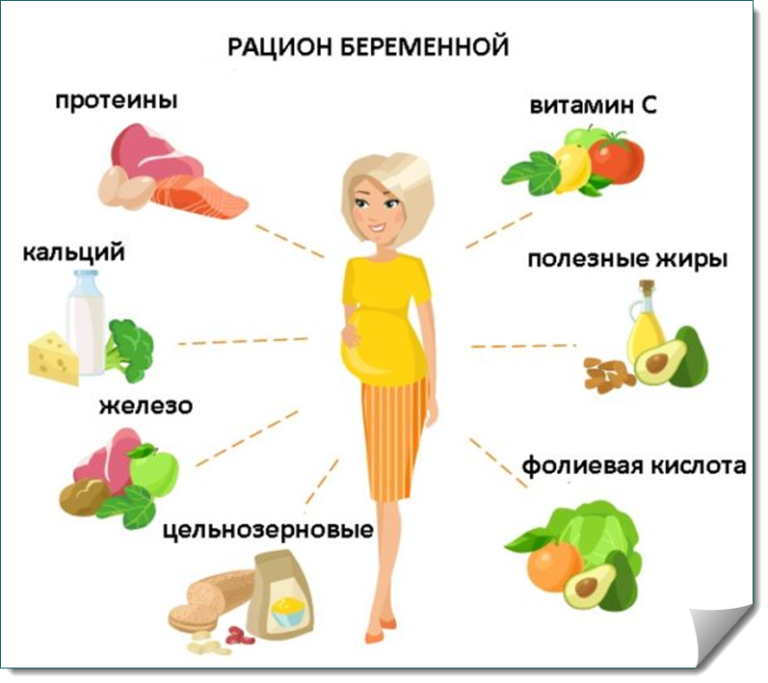 РАЦИОН БЕРЕМЕННОЙ
протеины
витамин С
кальций
полезные жиры
железо
фолиевая кислота
цельнозерновые